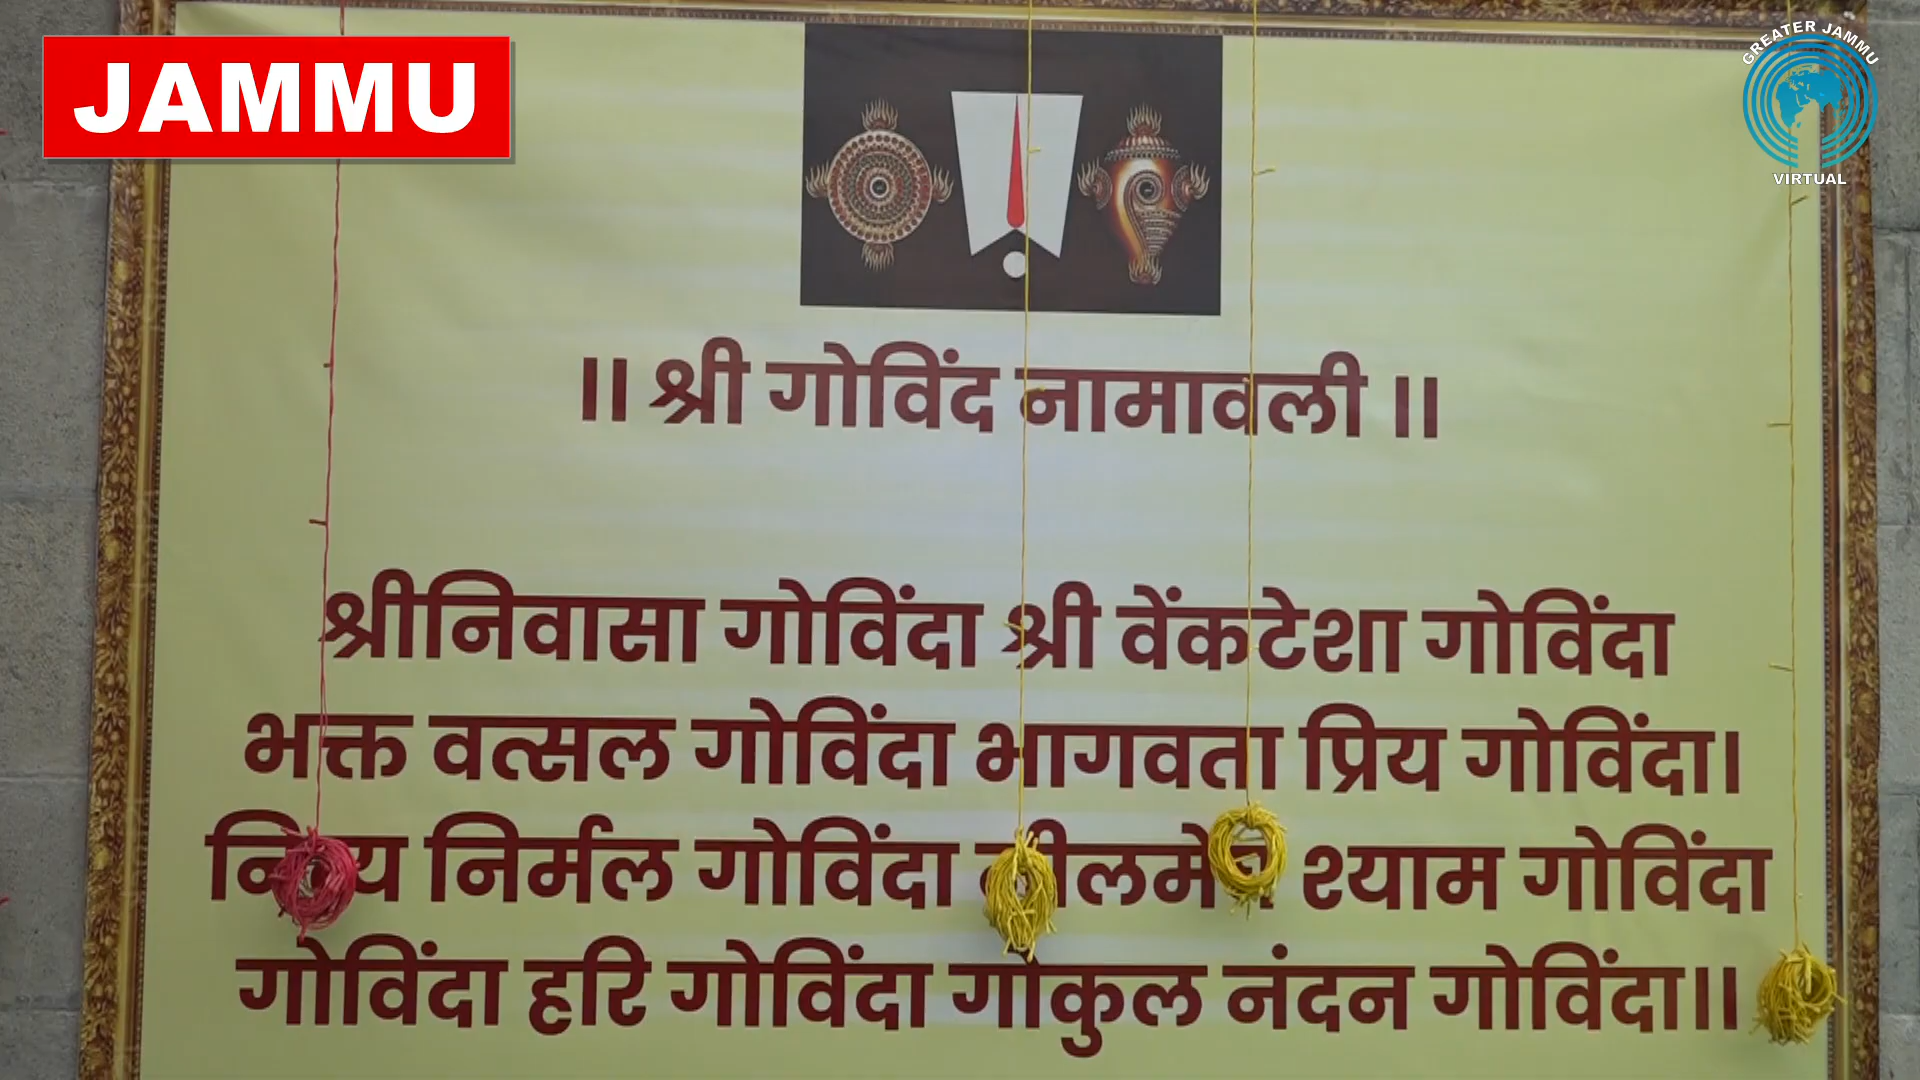 JAMMU
GREATER JAMMU
VIRTUAL
।। श्री गोविंद नामावली ।।
श्रीनिवासा गोविंदा श्री वेंकटेशा गोविंदा
भक्त वत्सल गोविंदा भागवता प्रिय गोविंदा।
निर्मल गोविंदा श्याम गोविंदा
गोविंदा हरि गोविंदा गोकुल नंदन गोविंदा।।